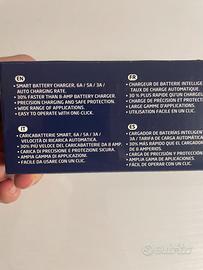 EN
• SMART BATTERY CHARGER, 6A / 5A / 3A /
AUTO CHARGING RATE.
• 30% FASTER THAN 8-AMP BATTERY CHARGER.
• PRECISION CHARGING AND SAFE PROTECTION.
• WIDE RANGE OF APPLICATIONS.
• EASY TO OPERATE WITH ONE-CLICK.
FR
• CHARGEUR DE BATTERIE INTELLIGE
TAUX DE CHARGE AUTOMATIQUE.
• 30 % PLUS RAPIDE QU'UN CHARGEU
• CHARGE DE PRÉCISION ET PROTECT
• LARGE GAMME D'APPLICATIONS.
• UTILISATION FACILE EN UN CLIC.
IT
• CARICABATTERIE SMART, 6A / 5A / 3A /
VELOCITÀ DI RICARICA AUTOMATICA.
• 30% PIÙ VELOCE DEL CARICABATTERIE DA 8 AMP.
• CARICA DI PRECISIONE E PROTEZIONE SICURA.
• AMPIA GAMMA DI APPLICAZIONI.
• FACILE DA USARE CON UN CLIC.
ES
• CARGADOR DE BATERÍAS INTELIGENT
3A / TARIFA DE CARGA AUTOMÁTICA.
• 30% MÁS RÁPIDO QUE EL CARGADOR
DE 8 AMPERIOS.
• CARGA DE PRECISIÓN Y PROTECCIÓN
• AMPLIA GAMA DE APLICACIONES.
• FÁCIL DE OPERAR CON UN CLIC.
subito